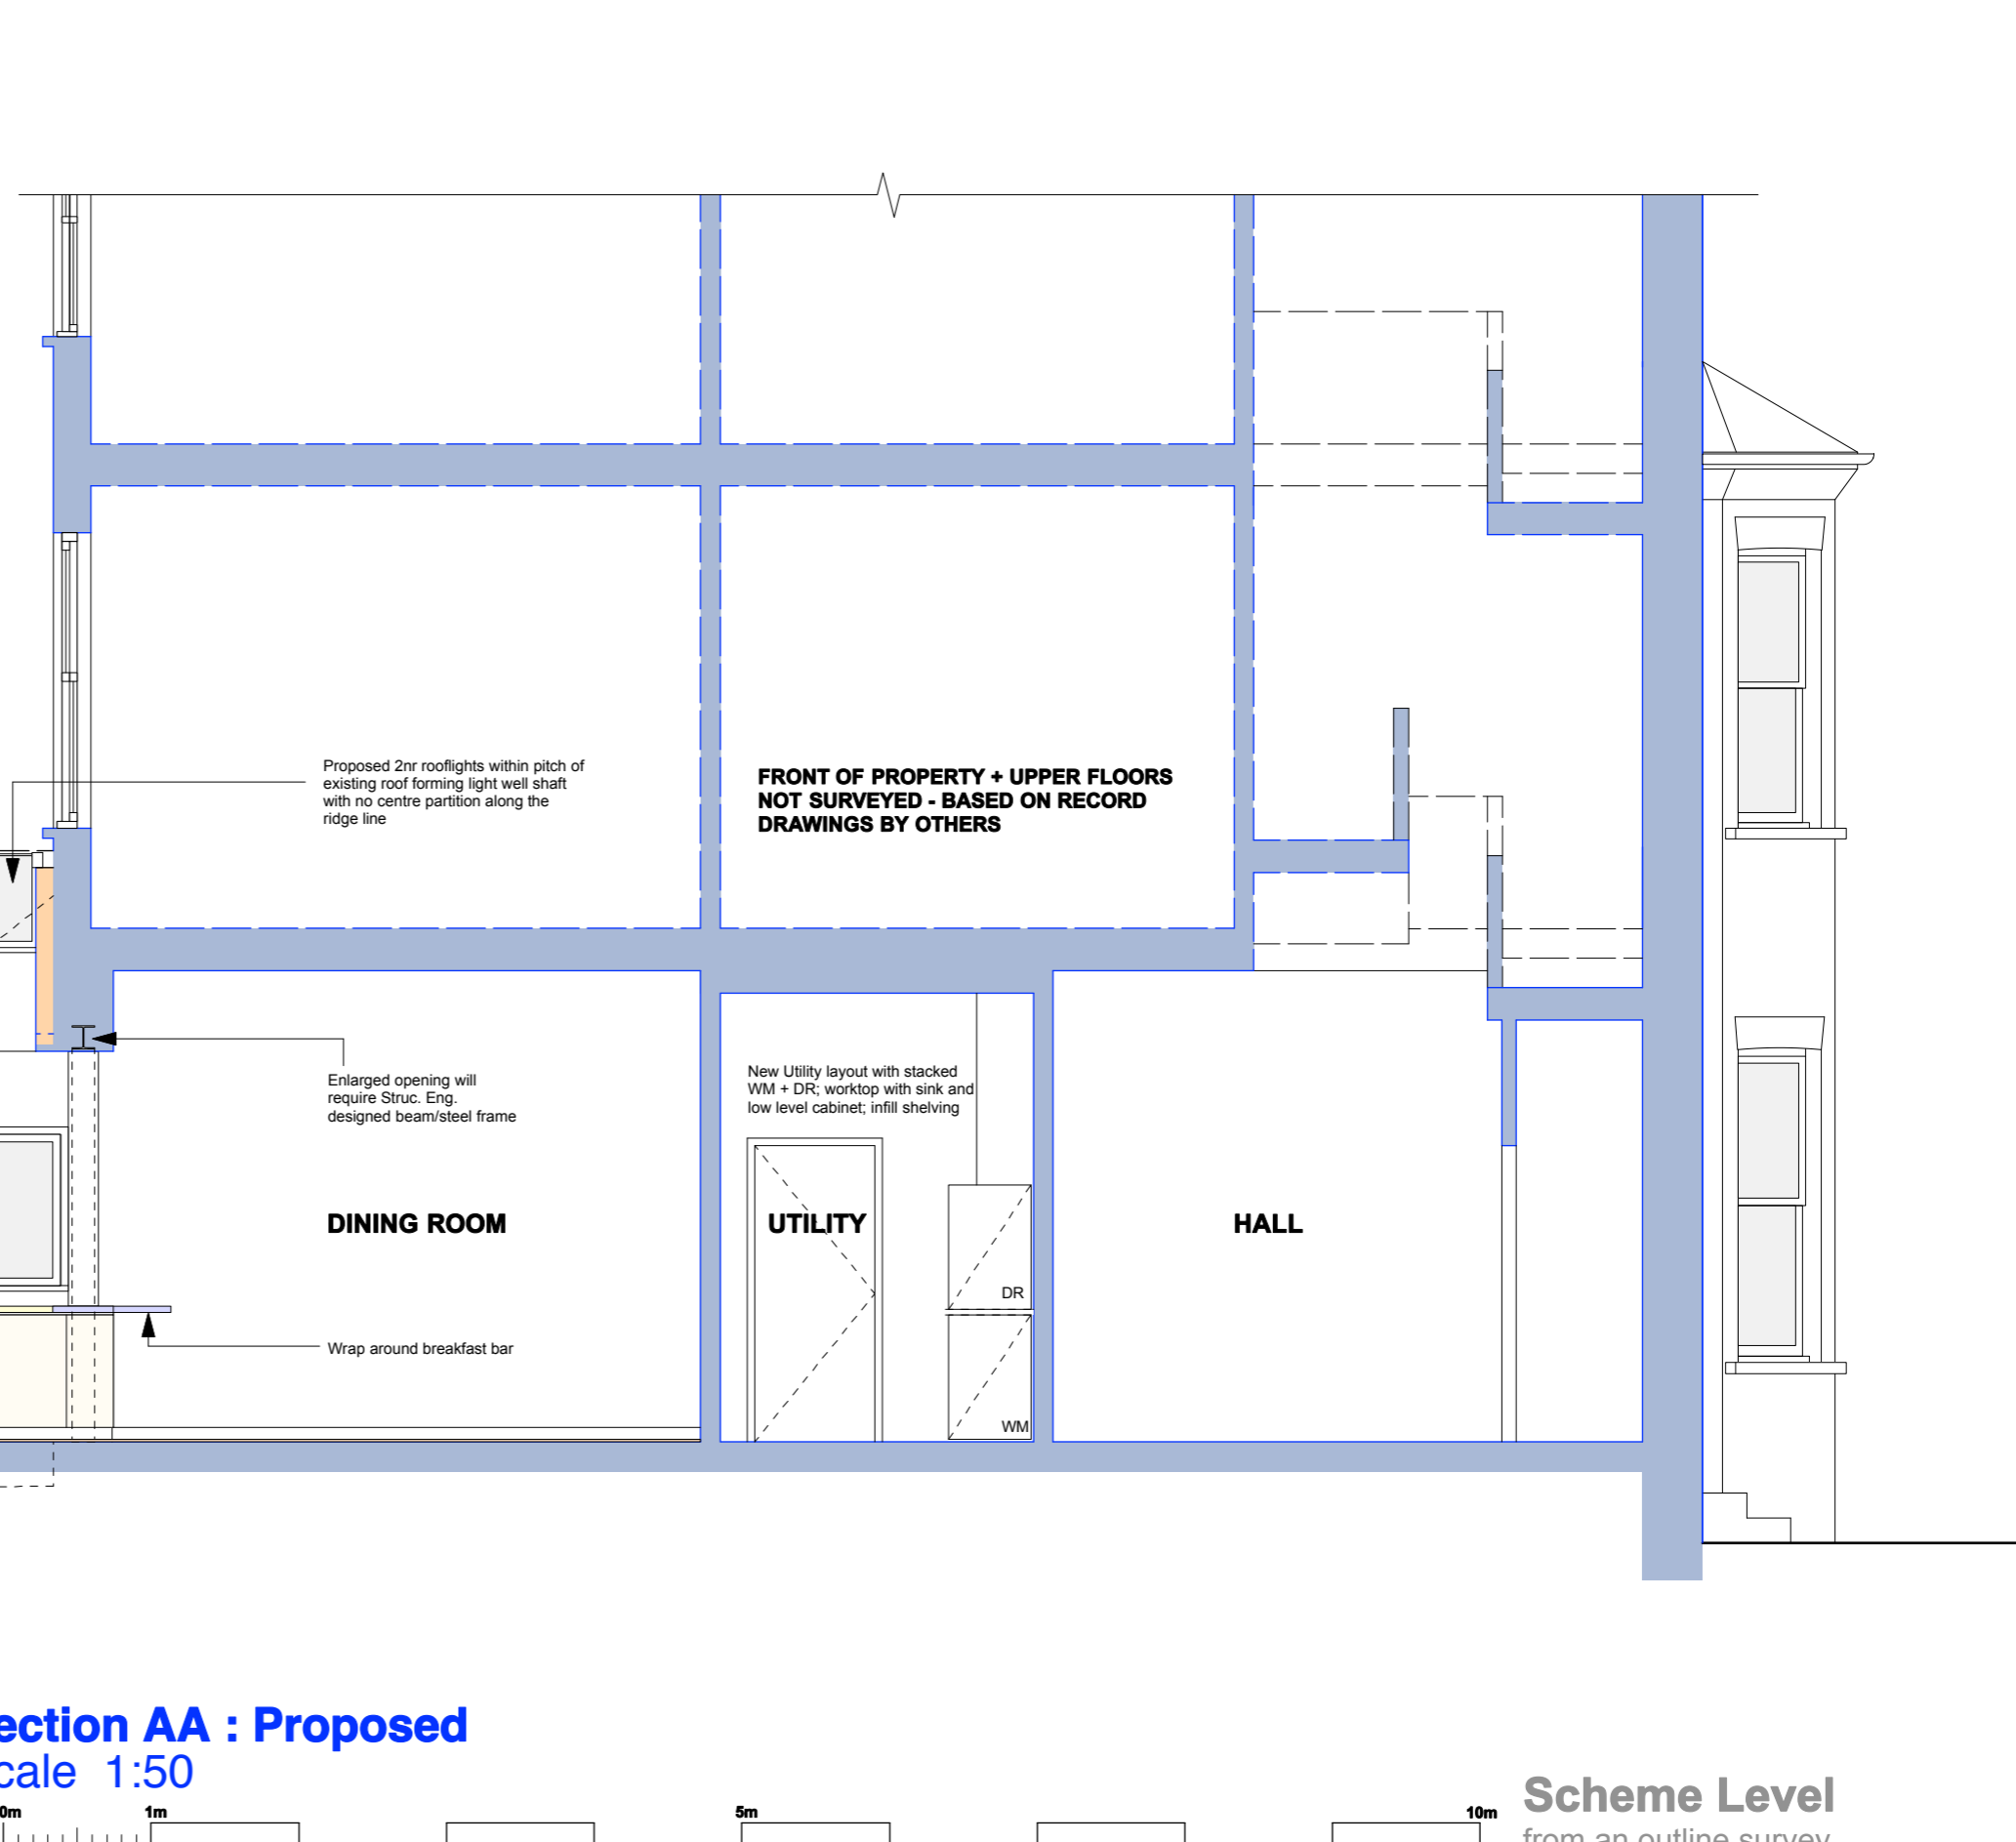 Proposed 2nr rooflights within pitch of
existing roof forming light well shaft
with no centre partition along the
ridge line
FRONT OF PROPERTY + UPPER FLOORS
NOT SURVEYED - BASED ON RECORD
DRAWINGS BY OTHERS
Enlarged opening will
require Struc. Eng.
designed beam/steel frame
New Utility layout with stacked
WM + DR; worktop with sink and
low level cabinet; infill shelving
DINING ROOM
UTILITY
HALL
DR
Wrap around breakfast bar
WM
ection AA : Proposed
cale 1:50
0m
1m
5m
10m
Scheme Level
from an outline survey